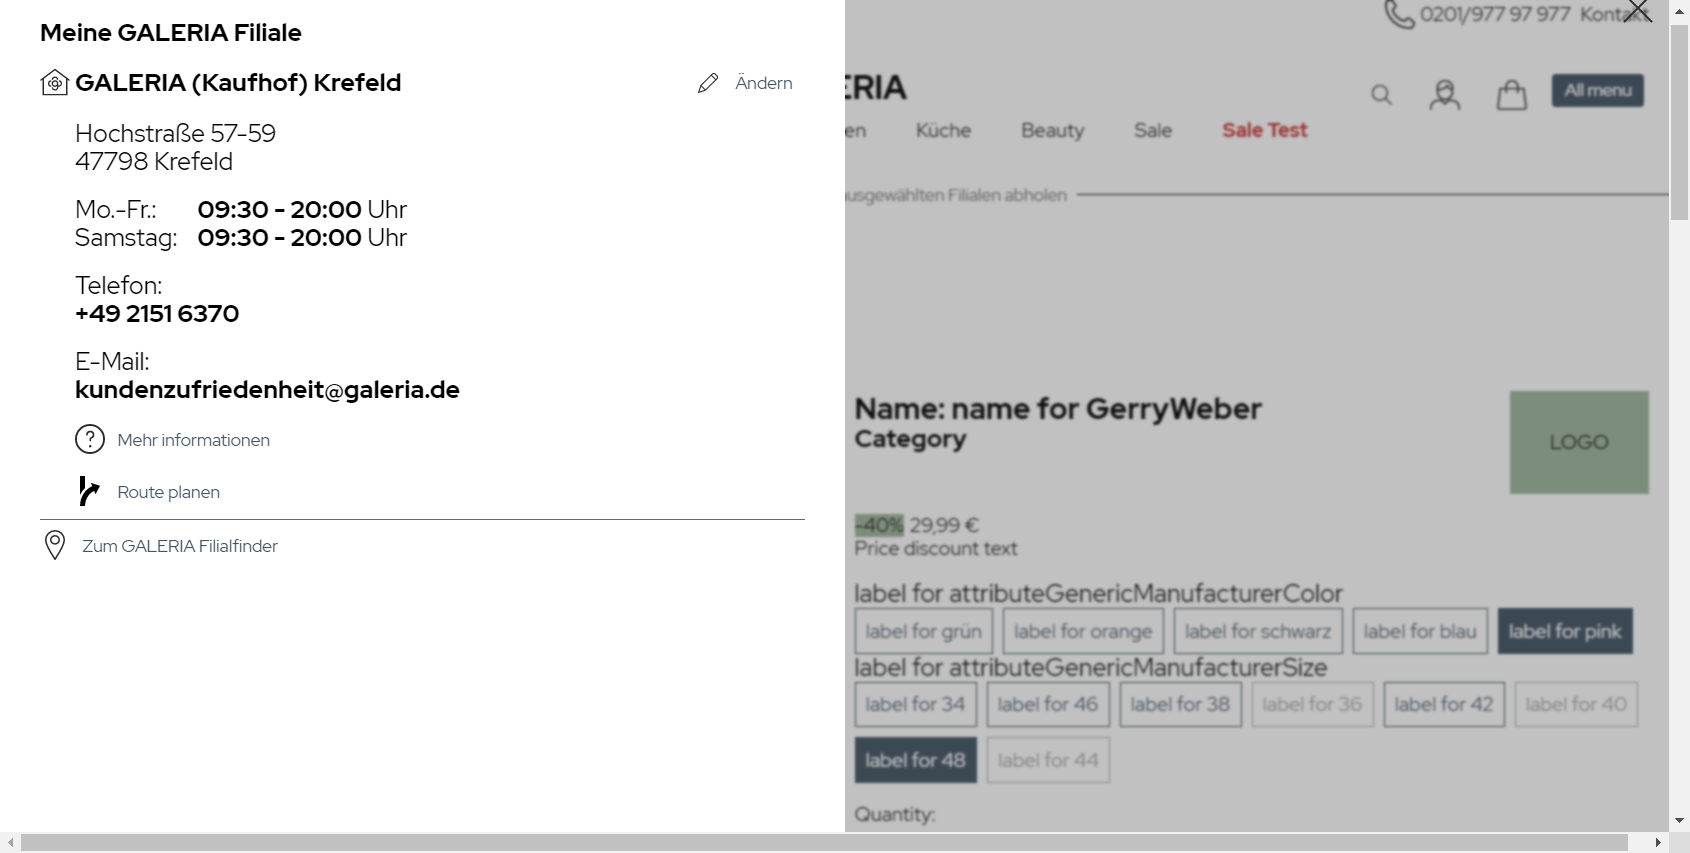 Meine GALERIA Filiale
GALERIA (Kaufhof) Krefeld
Ändern
Hochstraße 57-59
47798 Krefeld
Mo.-Fr.: 09:30 - 20:00 Uhr
Samstag: 09:30 - 20:00 Uhr
Telefon:
+49 2151 6370
E-Mail:
kundenzufriedenheit@galeria.de
Mehr informationen
Route planen
Zum GALERIA Filialfinder
0201/977 97 977 Kontakt
ERIA
All menu
en Küche Beauty Sale Sale Test
ausgewählten Filialen abholen
Name: name for GerryWeber
Category
LOGO
-40% 29,99 €
Price discount text
label for attributeGenericManufacturerColor
label for grün label for orange label for schwarz label for blau label for pink
label for attributeGenericManufacturerSize
label for 34 label for 46 label for 38 label for 36 label for 42 label for 40
label for 48 label for 44
Quantity: